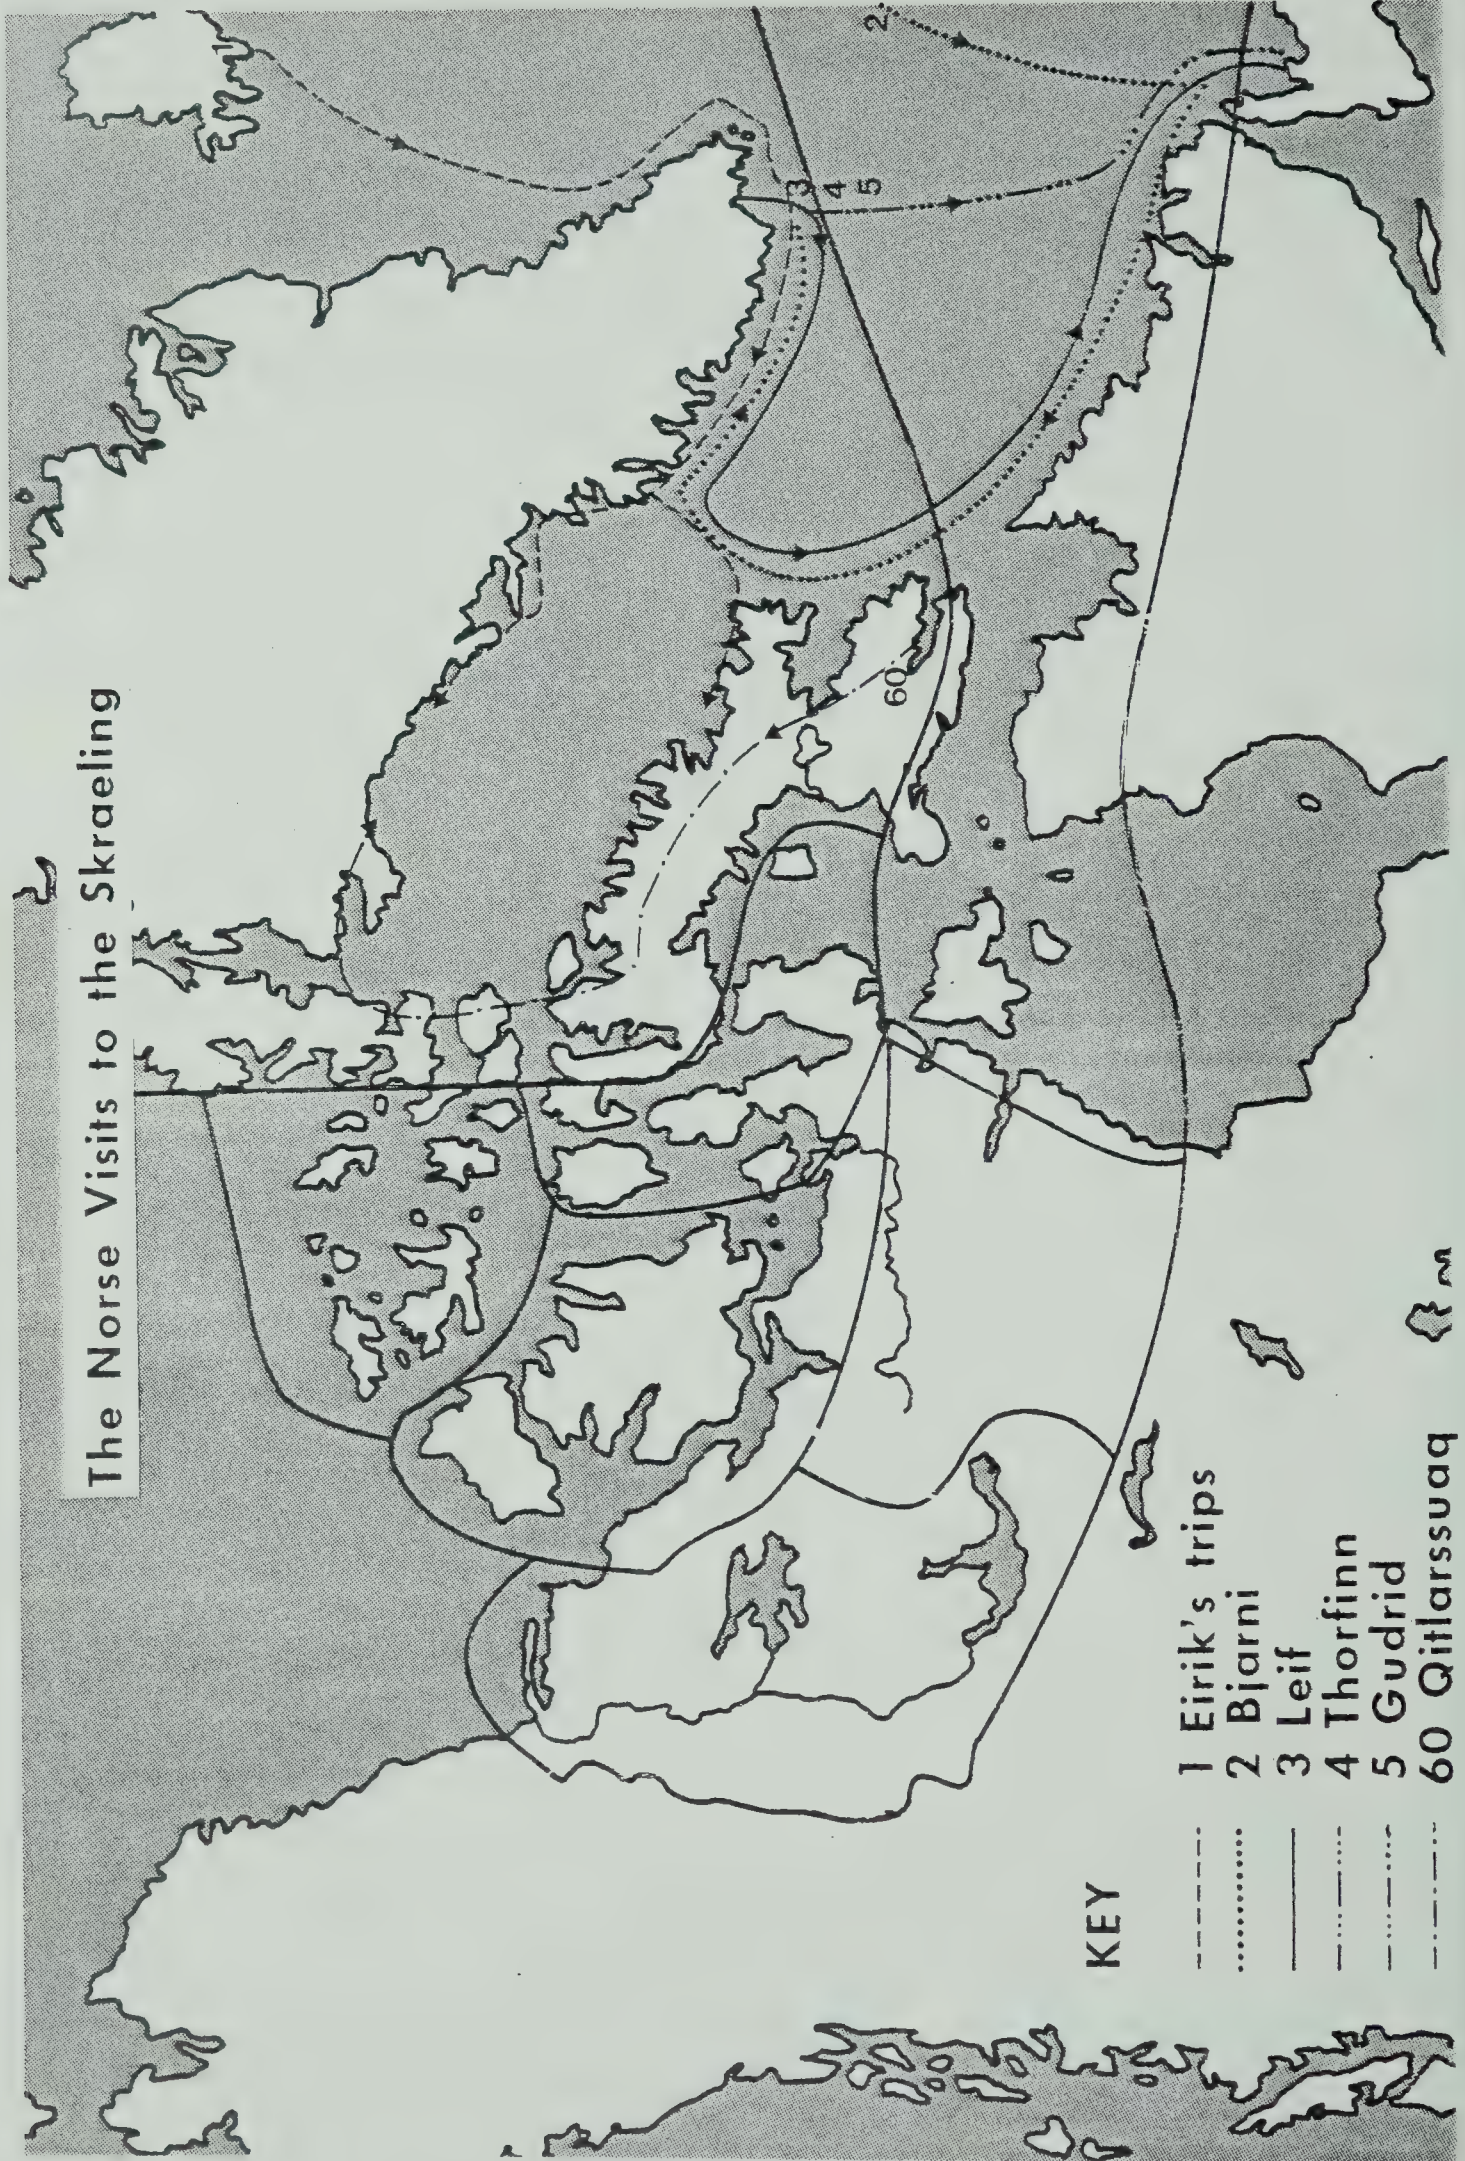 The Norse Visits to the Skraeling
2
3
4
5
60
KEY
1 Eirik's trips
2 Bjarni
3 Leif
4 Thorfinn
5 Gudrid
60 Qitlarssuaq